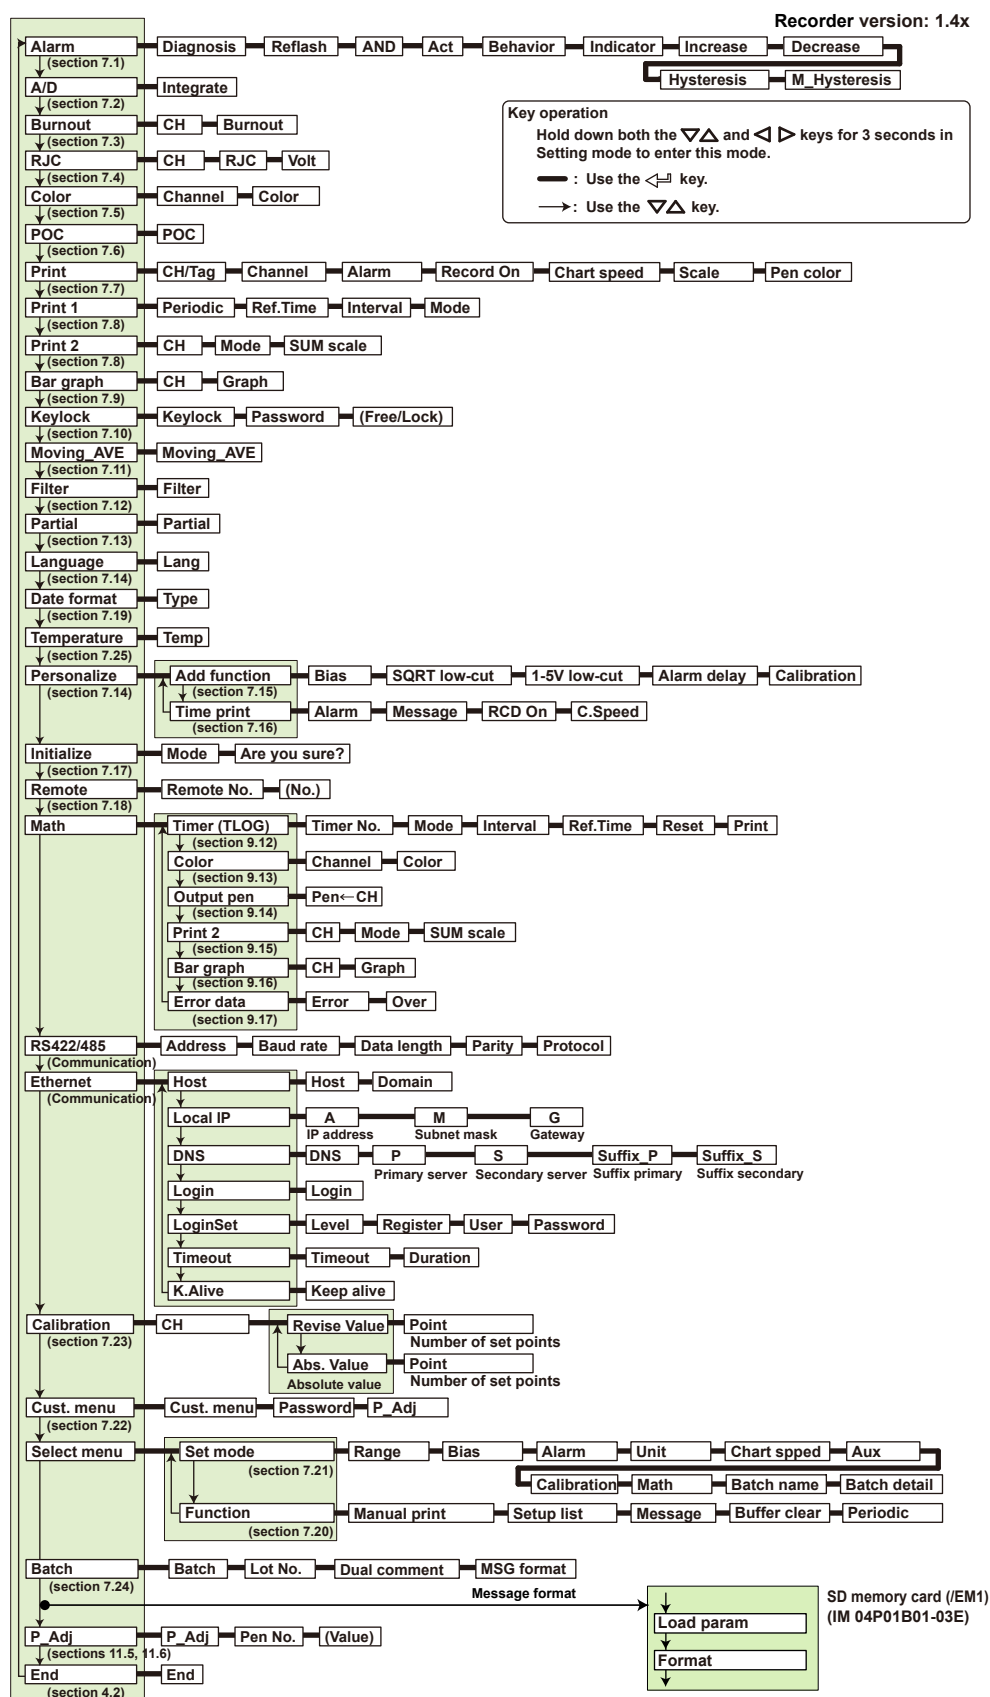 Recorder version: 1.4x
Alarm Diagnosis Reflash AND Act Behavior Indicator Increase Decrease
(section 7.1)
Hysteresis M_Hysteresis
A/D Integrate
(section 7.2)
Key operation
Hold down both the ▽△ and ◁ ▷ keys for 3 seconds in
Setting mode to enter this mode.
: Use the key.
: Use the ▽△ key.
Burnout CH Burnout
(section 7.3)
RJC CH RJC Volt
(section 7.4)
Color Channel Color
(section 7.5)
POC POC
(section 7.6)
Print CH/Tag Channel Alarm Record On Chart speed Scale Pen color
(section 7.7)
Print 1 Periodic Ref.Time Interval Mode
(section 7.8)
Print 2 CH Mode SUM scale
(section 7.8)
Bar graph CH Graph
(section 7.9)
Keylock Keylock Password (Free/Lock)
(section 7.10)
Moving_AVE Moving_AVE
(section 7.11)
Filter Filter
(section 7.12)
Partial Partial
(section 7.13)
Language Lang
(section 7.14)
Date format Type
(section 7.19)
Temperature Temp
(section 7.25)
Personalize Add function Bias SQRT low-cut 1-5V low-cut Alarm delay Calibration
(section 7.14) (section 7.15)
Time print Alarm Message RCD On C.Speed
(section 7.16)
Initialize Mode Are you sure?
(section 7.17)
Remote Remote No. (No.)
(section 7.18)
Math Timer (TLOG) Timer No. Mode Interval Ref.Time Reset Print
(section 9.12)
Color Channel Color
(section 9.13)
Output pen Pen←CH
(section 9.14)
Print 2 CH Mode SUM scale
(section 9.15)
Bar graph CH Graph
(section 9.16)
Error data Error Over
(section 9.17)
RS422/485 Address Baud rate Data length Parity Protocol
(Communication)
Ethernet Host Host Domain
(Communication)
Local IP A M G
IP address Subnet mask Gateway
DNS DNS P S Suffix_P Suffix_S
Primary server Secondary server Suffix primary Suffix secondary
Login Login
LoginSet Level Register User Password
Timeout Timeout Duration
K.Alive Keep alive
Calibration CH Revise Value Point
(section 7.23) Number of set points
Abs. Value Point
Absolute value Number of set points
Cust. menu Cust. menu Password P_Adj
(section 7.22)
Select menu Set mode Range Bias Alarm Unit Chart spped Aux
(section 7.21)
Calibration Math Batch name Batch detail
Function Manual print Setup list Message Buffer clear Periodic
(section 7.20)
Batch Batch Lot No. Dual comment MSG format
(section 7.24)
Message format
SD memory card (/EM1)
(IM 04P01B01-03E)
Load param
Format
P_Adj P_Adj Pen No. (Value)
(sections 11.5, 11.6)
End End
(section 4.2)